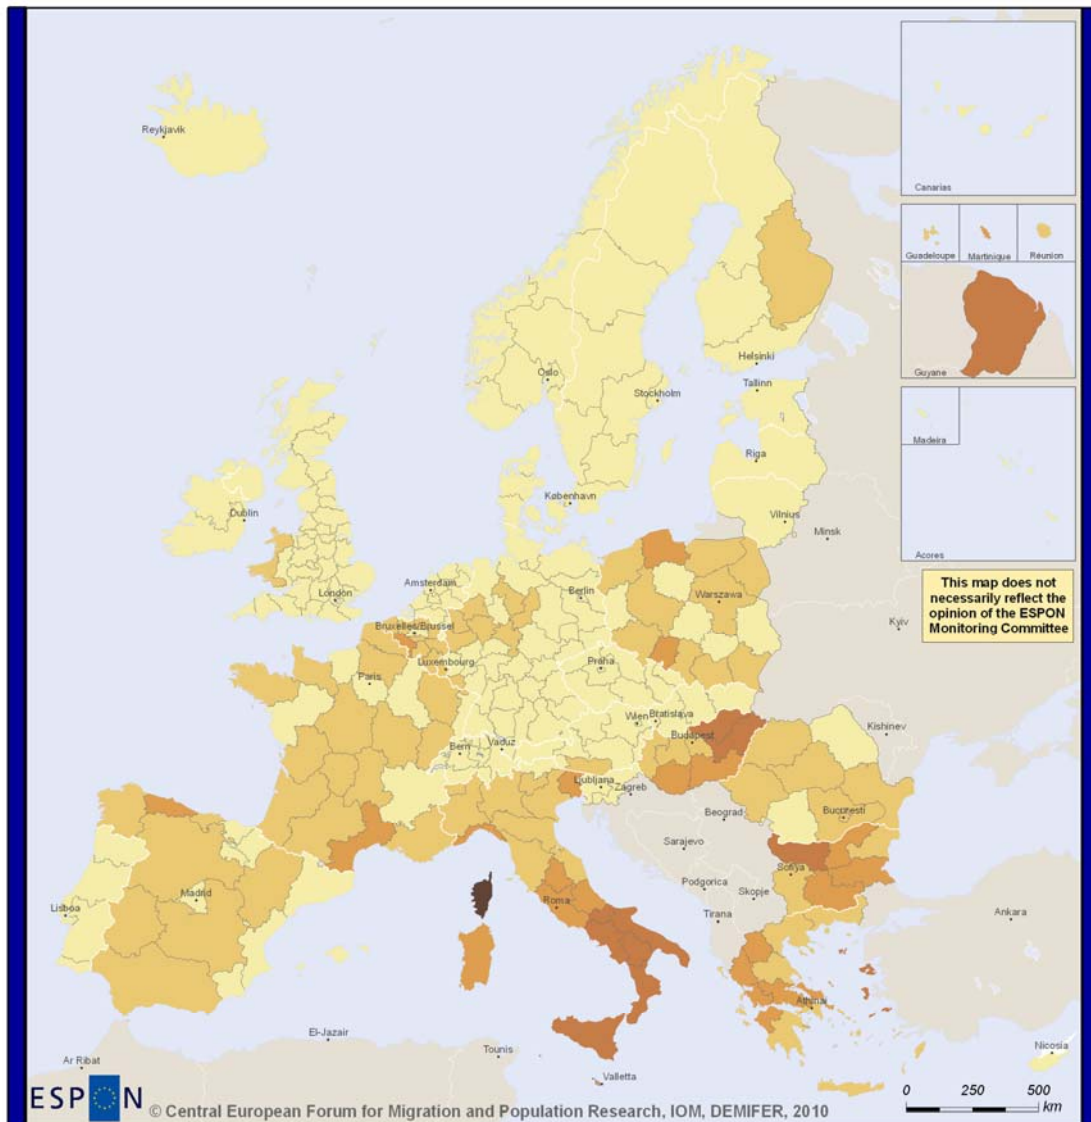 Reykjavik
Canarias
Guadeloupe
Martinique
Réunion
Guyane
Helsinki
Oslo
Tallinn
Stockholm
Madeira
Riga
København
Dublin
Vilnius
Minsk
Acores
This map does not
necessarily reflect the
opinion of the ESPON
Monitoring Committee
Amsterdam
Berlin
London
Warszawa
Kyiv
Bruxelles/Brussel
Luxembourg
Praha
Paris
Wien
Bratislava
Kishinev
Budapest
Bern
Vaduz
Ljubljana
Zagreb
Bucuresti
Beograd
Sarajevo
Sofiya
Podgorica
Skopje
Madrid
Roma
Tirana
Lisboa
Ankara
Athinai
El-Jazair
Tounis
Nicosia
Ar Ribat
Valletta
0 250 500
km
ESPON
© Central European Forum for Migration and Population Research, IOM, DEMIFER, 2010